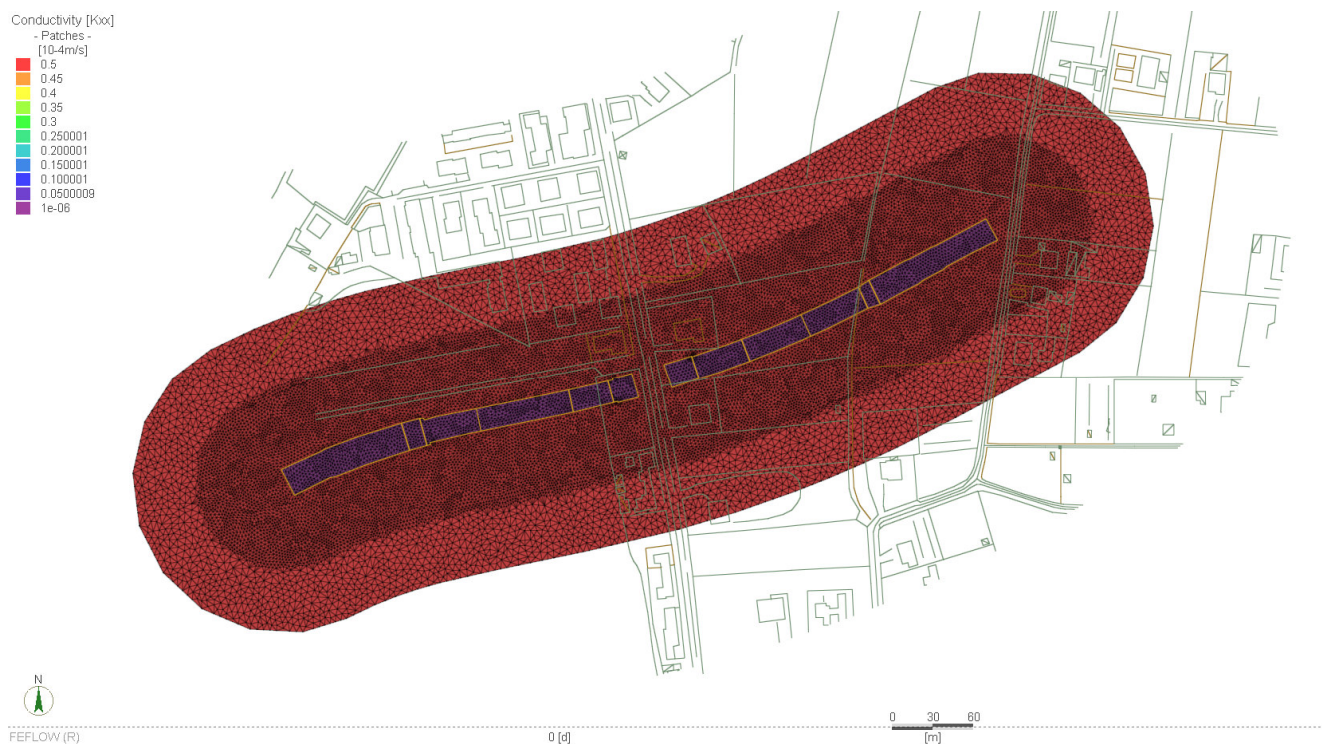 Conductivity [Kxx]
- Patches -
[10-4m/s]
0.5
0.45
0.4
0.35
0.3
0.250001
0.200001
0.150001
0.100001
0.0500009
1e-06
N
0 30 60
FEFLOW (R) 0 [d] [m]